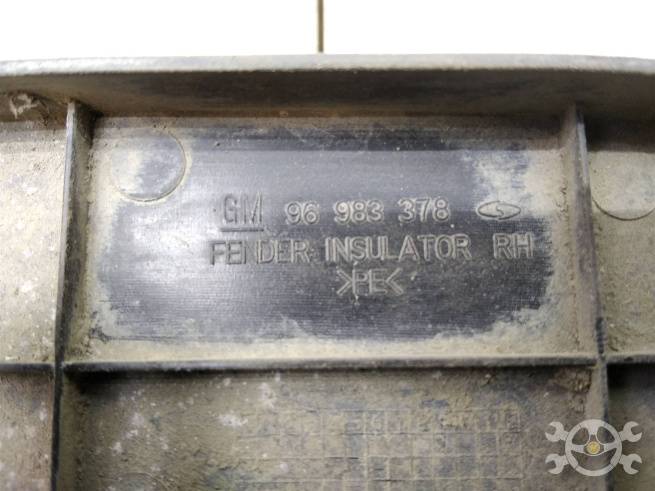 GM 96 983 378
FENDER INSULATOR RH
>PE<